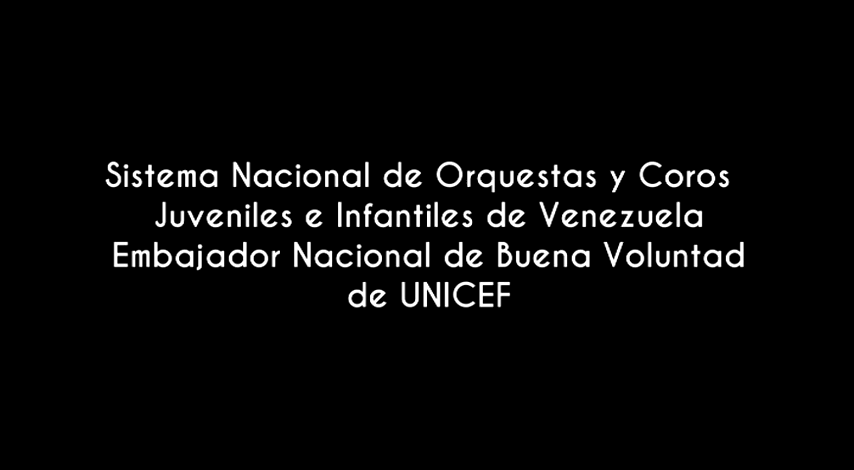 Sistema Nacional de Orquestas y Coros
Juveniles e Infantiles de Venezuela
Embajador Nacional de Buena Voluntad
de UNICEF